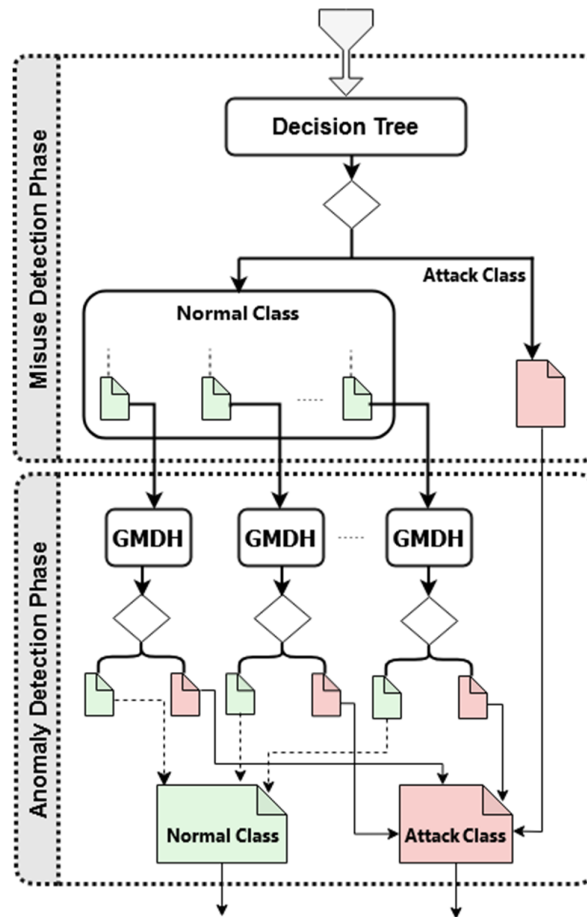 Misuse Detection Phase
Decision Tree
Attack Class
Normal Class
Anomaly Detection Phase
GMDH
GMDH
GMDH
Normal Class
Attack Class